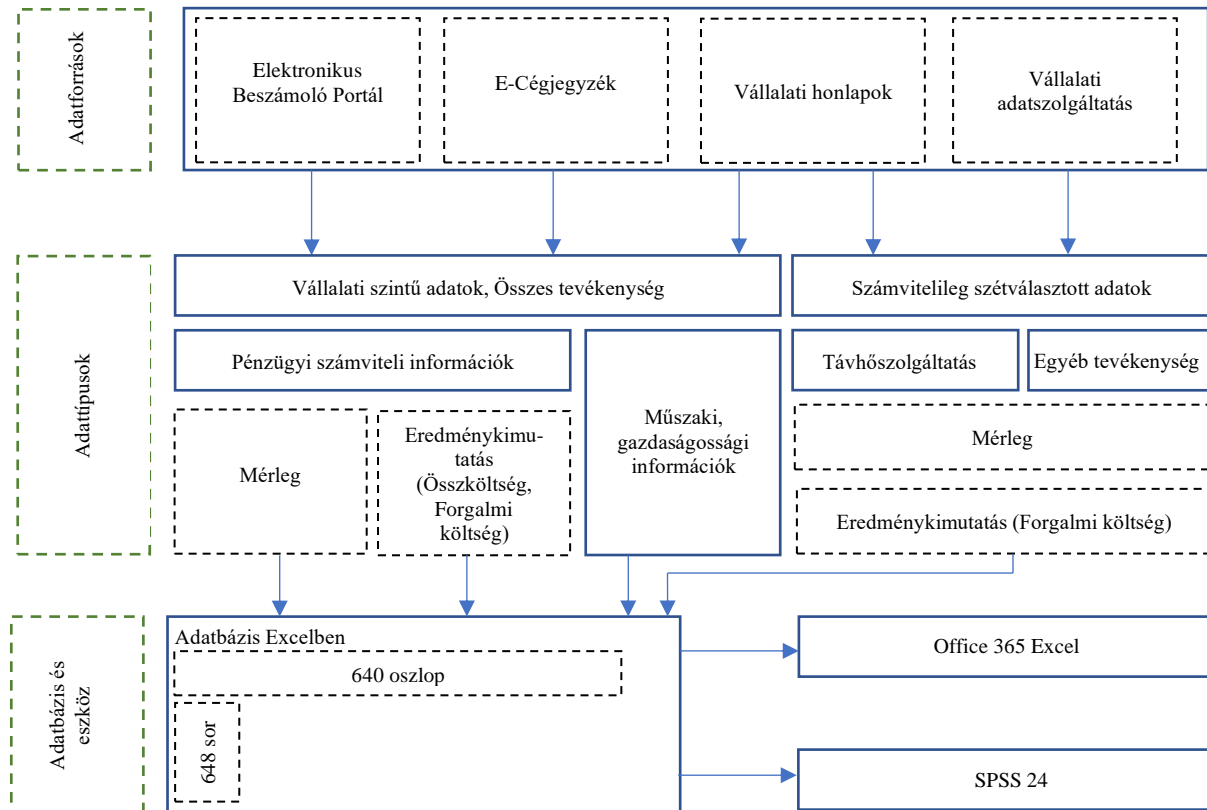 Adatforrások
Elektronikus
Beszámoló Portál
E-Cégjegyzék
Vállalati honlapok
Vállalati
adatszolgáltatás
Adattípusok
Vállalati szintű adatok, Összes tevékenység
Számvitelileg szétválasztott adatok
Pénzügyi számviteli információk
Műszaki,
gazdaságossági
információk
Távhőszolgáltatás
Egyéb tevékenység
Mérleg
Eredménykimu-
tatás
(Összköltség,
Forgalmi
költség)
Mérleg
Eredménykimutatás (Forgalmi költség)
Adatbázis és
eszköz
Adatbázis Excelben
640 oszlop
648 sor
Office 365 Excel
SPSS 24